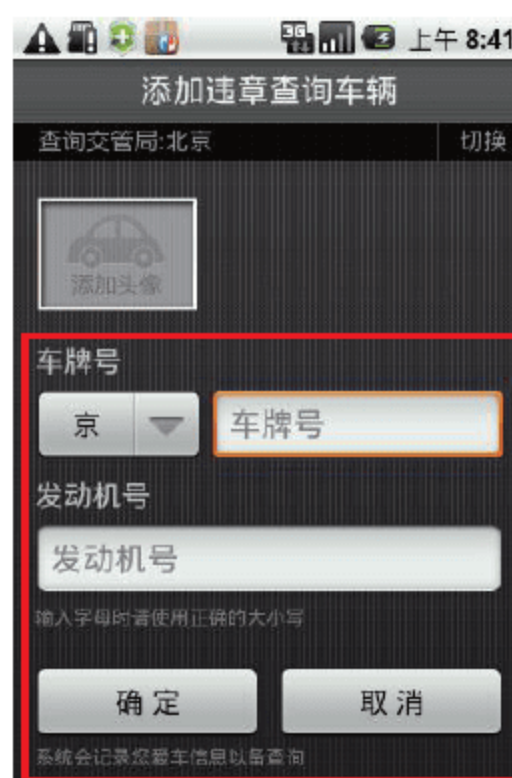 3G 上午 8:41
添加违章查询车辆
查询交管局:北京 切换
添加头像
车牌号
京 车牌号
发动机号
发动机号
输入字母时请使用正确的大小写
确 定 取 消
系统会记录您爱车信息以备查询